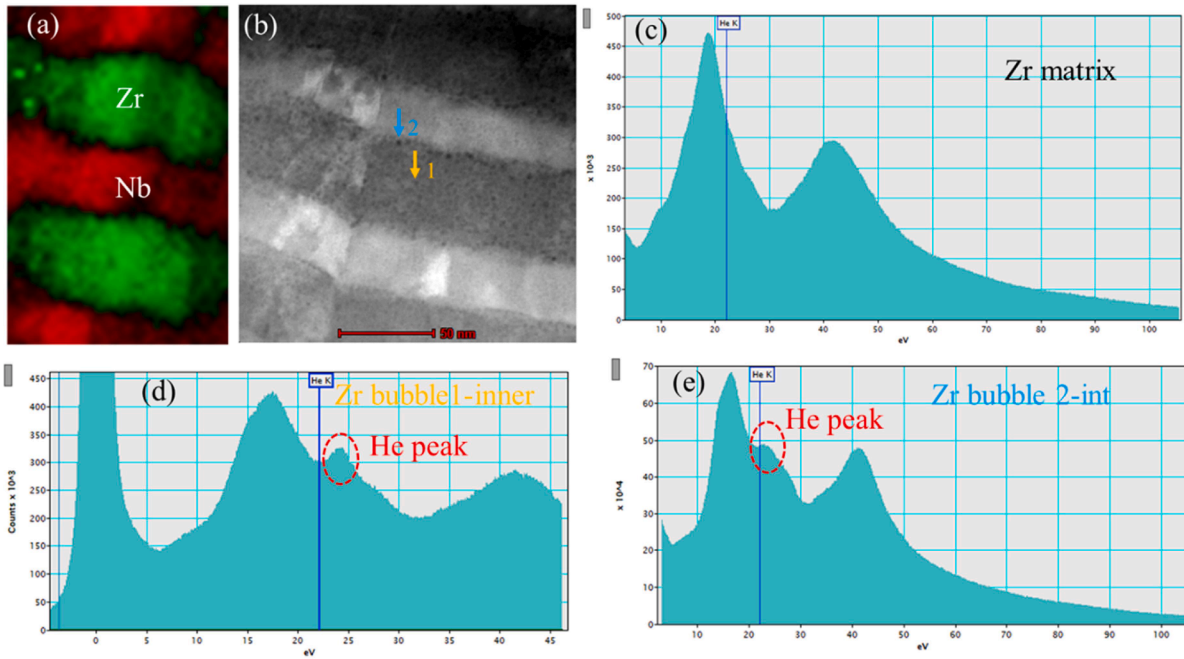 (a)
Zr
Nb
(b)
2
1
50 nm
(c)
He K
Zr matrix
500
450
400
350
300
250
200
150
100
50
0
x 10^3
10 20 30 40 50 60 70 80 90 100
eV
(d)
He K
Zr bubble1-inner
He peak
450
400
350
300
250
200
150
100
50
0
Counts x 10^3
0 5 10 15 20 25 30 35 40 45
eV
(e)
He K
Zr bubble 2-int
He peak
70
60
50
40
30
20
10
0
x 10^4
10 20 30 40 50 60 70 80 90 100
eV